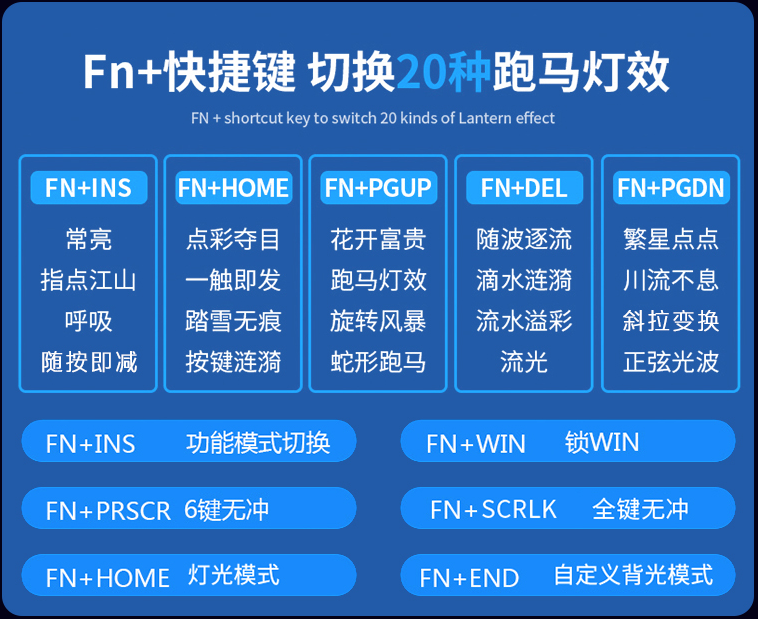 Fn+快捷键 切换20种跑马灯效
FN + shortcut key to switch 20 kinds of Lantern effect
FN+INS
常亮
指点江山
呼吸
随按即减
FN+HOME
点彩夺目
一触即发
踏雪无痕
按键涟漪
FN+PGUP
花开富贵
跑马灯效
旋转风暴
蛇形跑马
FN+DEL
随波逐流
滴水涟漪
流水溢彩
流光
FN+PGDN
繁星点点
川流不息
斜拉变换
正弦光波
FN+INS 功能模式切换
FN+WIN 锁WIN
FN+PRSCR 6键无冲
FN+SCRLK 全键无冲
FN+HOME 灯光模式
FN+END 自定义背光模式